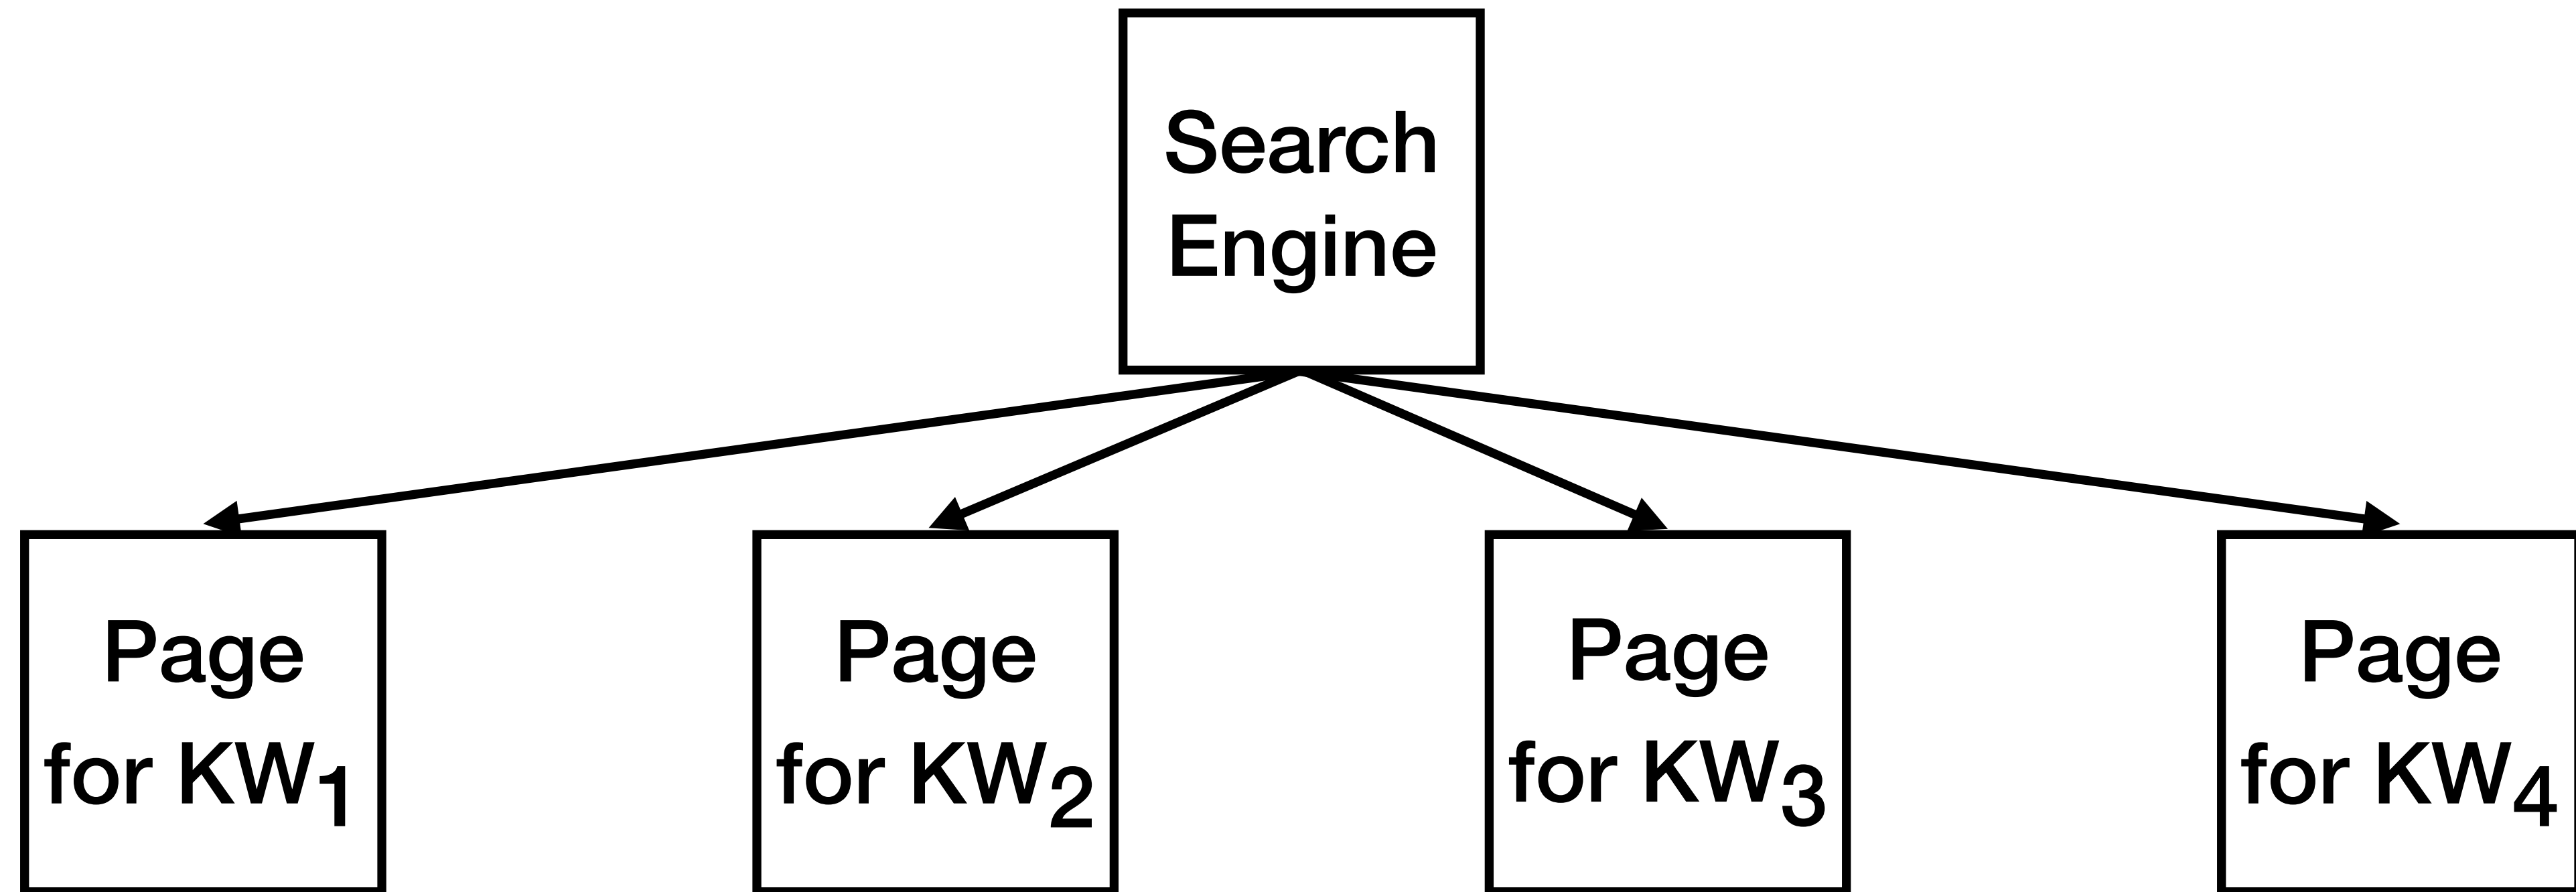 Search
Engine
Page
for KW₁
Page
for KW₂
Page
for KW₃
Page
for KW₄